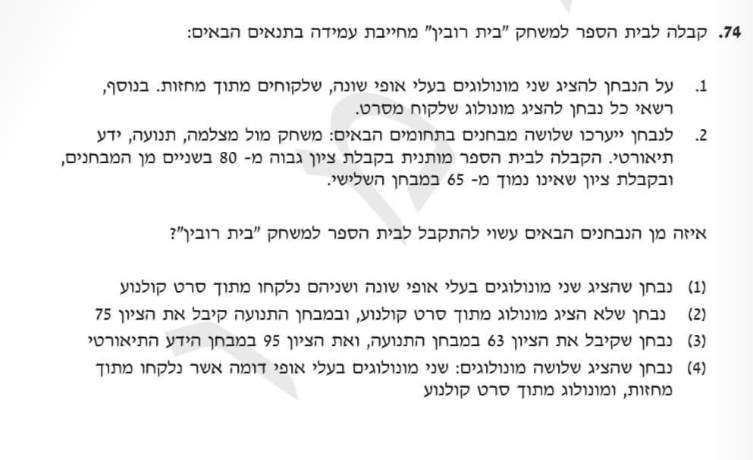 74. קבלה לבית הספר למשחק "בית רובין" מחייבת עמידה בתנאים הבאים:
1. על הנבחן להציג שני מונולוגים בעלי אופי שונה, שלקוחים מתוך מחזות. בנוסף,
רשאי כל נבחן להציג מונולוג שלקוח מסרט.
2. לנבחן ייערכו שלושה מבחנים בתחומים הבאים: משחק מול מצלמה, תנועה, ידע
תיאורטי. הקבלה לבית הספר מותנית בקבלת ציון גבוה מ- 80 בשניים מן המבחנים,
ובקבלת ציון שאינו נמוך מ- 65 במבחן השלישי.
איזה מן הנבחנים הבאים עשוי להתקבל לבית הספר למשחק "בית רובין"?
(1) נבחן שהציג שני מונולוגים בעלי אופי שונה ושניהם נלקחו מתוך סרט קולנוע
(2) נבחן שלא הציג מונולוג מתוך סרט קולנוע, ובמבחן התנועה קיבל את הציון 75
(3) נבחן שקיבל את הציון 63 במבחן התנועה, ואת הציון 95 במבחן הידע התיאורטי
(4) נבחן שהציג שלושה מונולוגים: שני מונולוגים בעלי אופי דומה אשר נלקחו מתוך
מחזות, ומונולוג מתוך סרט קולנוע